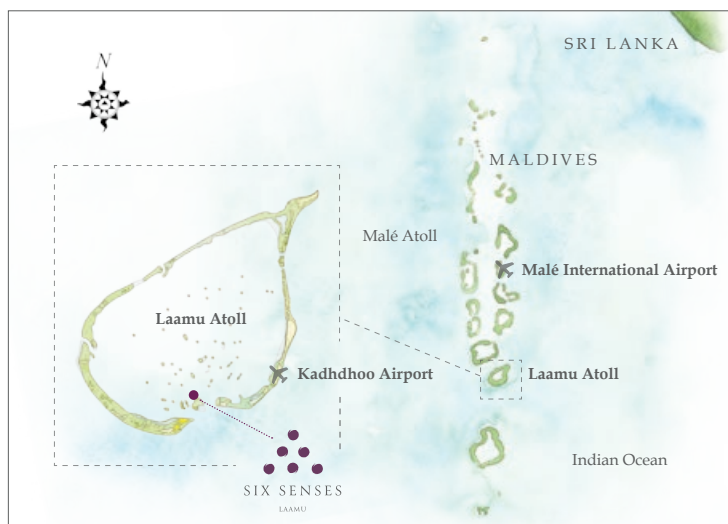 SRI LANKA
N
MALDIVES
Malé Atoll
Malé International Airport
Laamu Atoll
Kadhdhoo Airport
Laamu Atoll
Indian Ocean
SIX SENSES
LAAMU